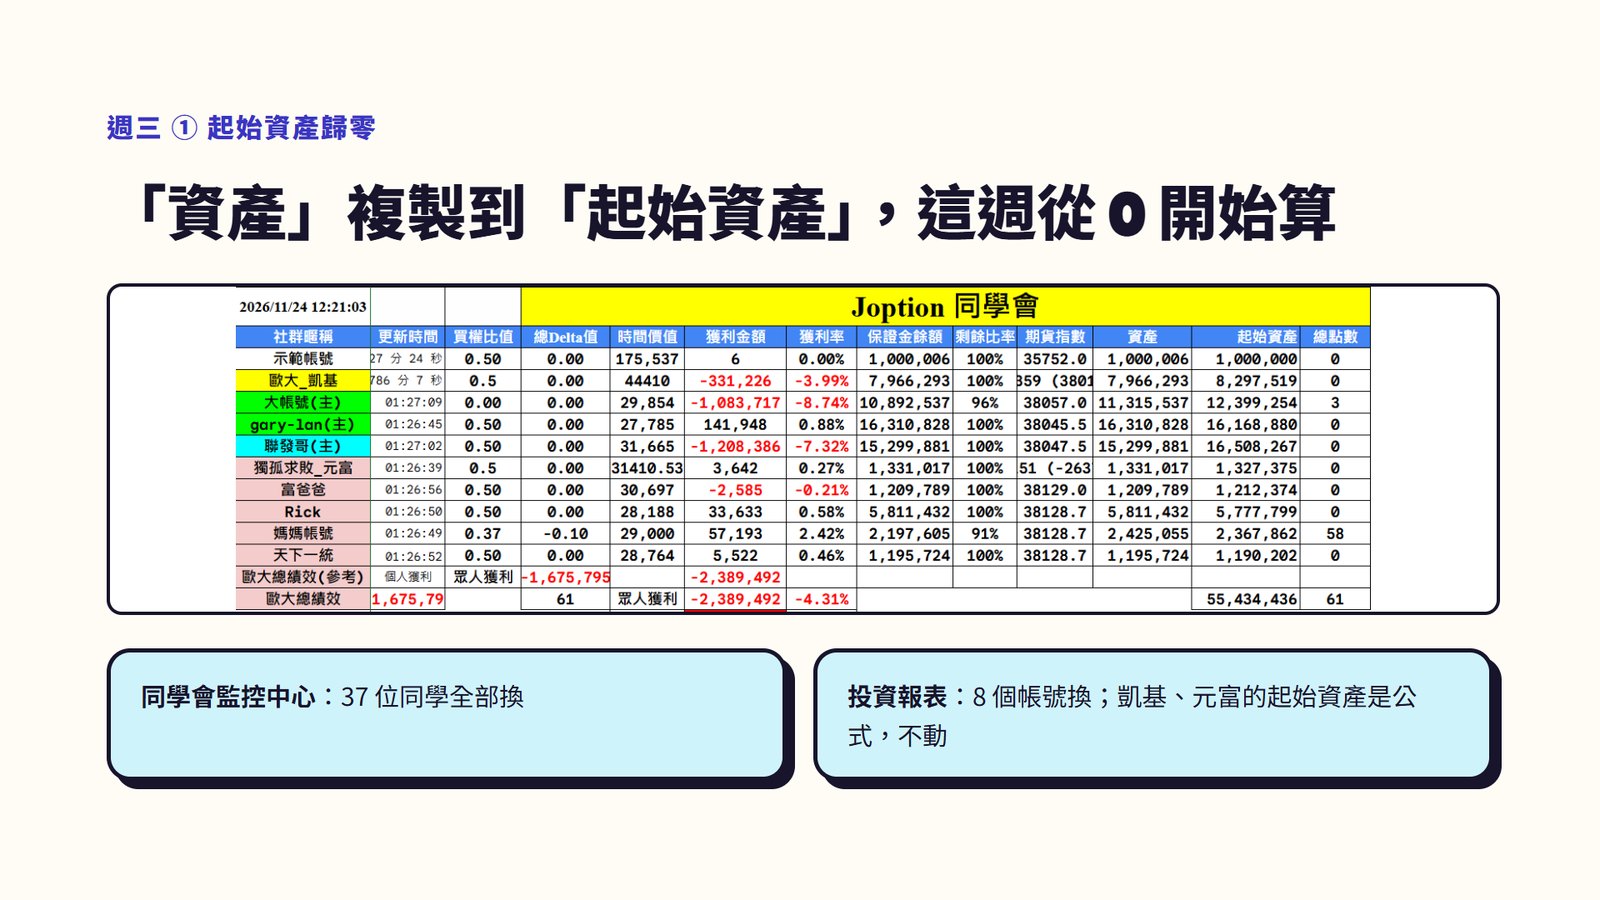 週三 ① 起始資產歸零
「資產」複製到「起始資產」，這週從 0 開始算
2026/11/24 12:21:03 Joption 同學會
社群暱稱 更新時間 買權比值 總Delta值 時間價值 獲利金額 獲利率 保證金餘額 剩餘比率 期貨指數 資產 起始資產 總點數
示範帳號 27 分 24 秒 0.50 0.00 175,537 6 0.00% 1,000,006 100% 35752.0 1,000,006 1,000,000 0
歐大_凱基 786 分 7 秒 0.5 0.00 44410 -331,226 -3.99% 7,966,293 100% 359 (3801 7,966,293 8,297,519 0
大帳號(主) 01:27:09 0.00 0.00 29,854 -1,083,717 -8.74% 10,892,537 96% 38057.0 11,315,537 12,399,254 3
gary-lan(主) 01:26:45 0.50 0.00 27,785 141,948 0.88% 16,310,828 100% 38045.5 16,310,828 16,168,880 0
聯發哥(主) 01:27:02 0.50 0.00 31,665 -1,208,386 -7.32% 15,299,881 100% 38047.5 15,299,881 16,508,267 0
獨孤求敗_元富 01:26:39 0.5 0.00 31410.53 3,642 0.27% 1,331,017 100% 51 (-263 1,331,017 1,327,375 0
富爸爸 01:26:56 0.50 0.00 30,697 -2,585 -0.21% 1,209,789 100% 38129.0 1,209,789 1,212,374 0
Rick 01:26:50 0.50 0.00 28,188 33,633 0.58% 5,811,432 100% 38128.7 5,811,432 5,777,799 0
媽媽帳號 01:26:49 0.37 -0.10 29,000 57,193 2.42% 2,197,605 91% 38128.7 2,425,055 2,367,862 58
天下一統 01:26:52 0.50 0.00 28,764 5,522 0.46% 1,195,724 100% 38128.7 1,195,724 1,190,202 0
歐大總績效(參考) 個人獲利 眾人獲利 -1,675,795 -2,389,492
歐大總績效 1,675,79 61 眾人獲利 -2,389,492 -4.31% 55,434,436 61
同學會監控中心：37 位同學全部換
投資報表：8 個帳號換；凱基、元富的起始資產是公
式，不動